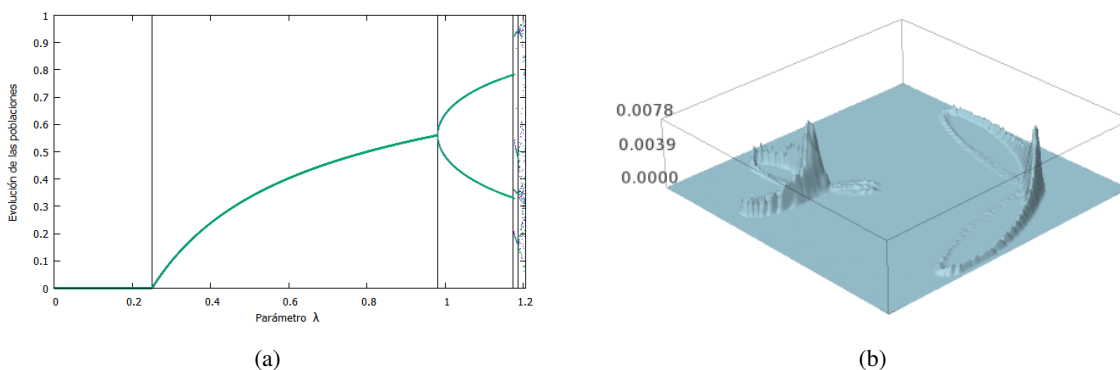 1
0.9
0.8
0.7
0.6
0.5
0.4
0.3
0.2
0.1
0
Evolución de las poblaciones
0 0.2 0.4 0.6 0.8 1 1.2
Parámetro λ
(a)
0.0078
0.0039
0.0000
(b)